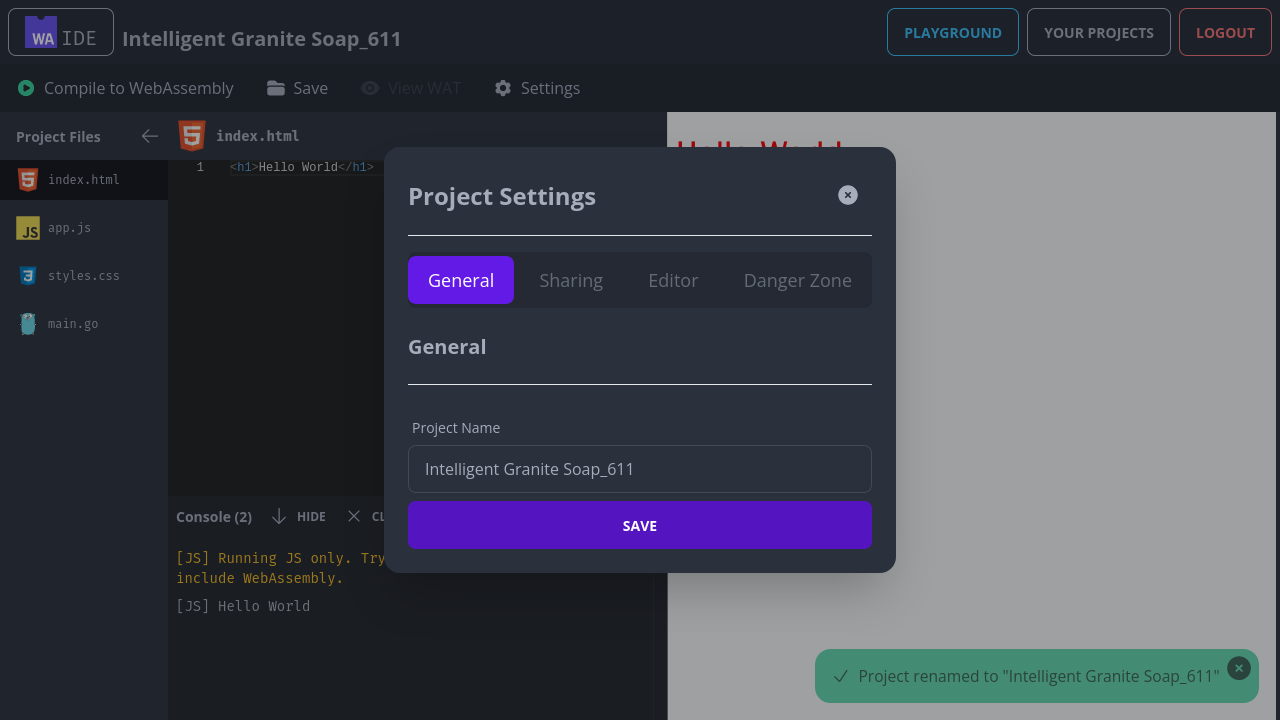 WA IDE
Intelligent Granite Soap_611
PLAYGROUND
YOUR PROJECTS
LOGOUT
Compile to WebAssembly
Save
View WAT
Settings
Project Files
index.html
index.html
app.js
styles.css
main.go
1 <h1>Hello World</h1>
Hello World
Project Settings
General
Sharing
Editor
Danger Zone
General
Project Name
Intelligent Granite Soap_611
SAVE
Console (2)
HIDE
[JS] Running JS only. Try
include WebAssembly.
[JS] Hello World
Project renamed to "Intelligent Granite Soap_611"